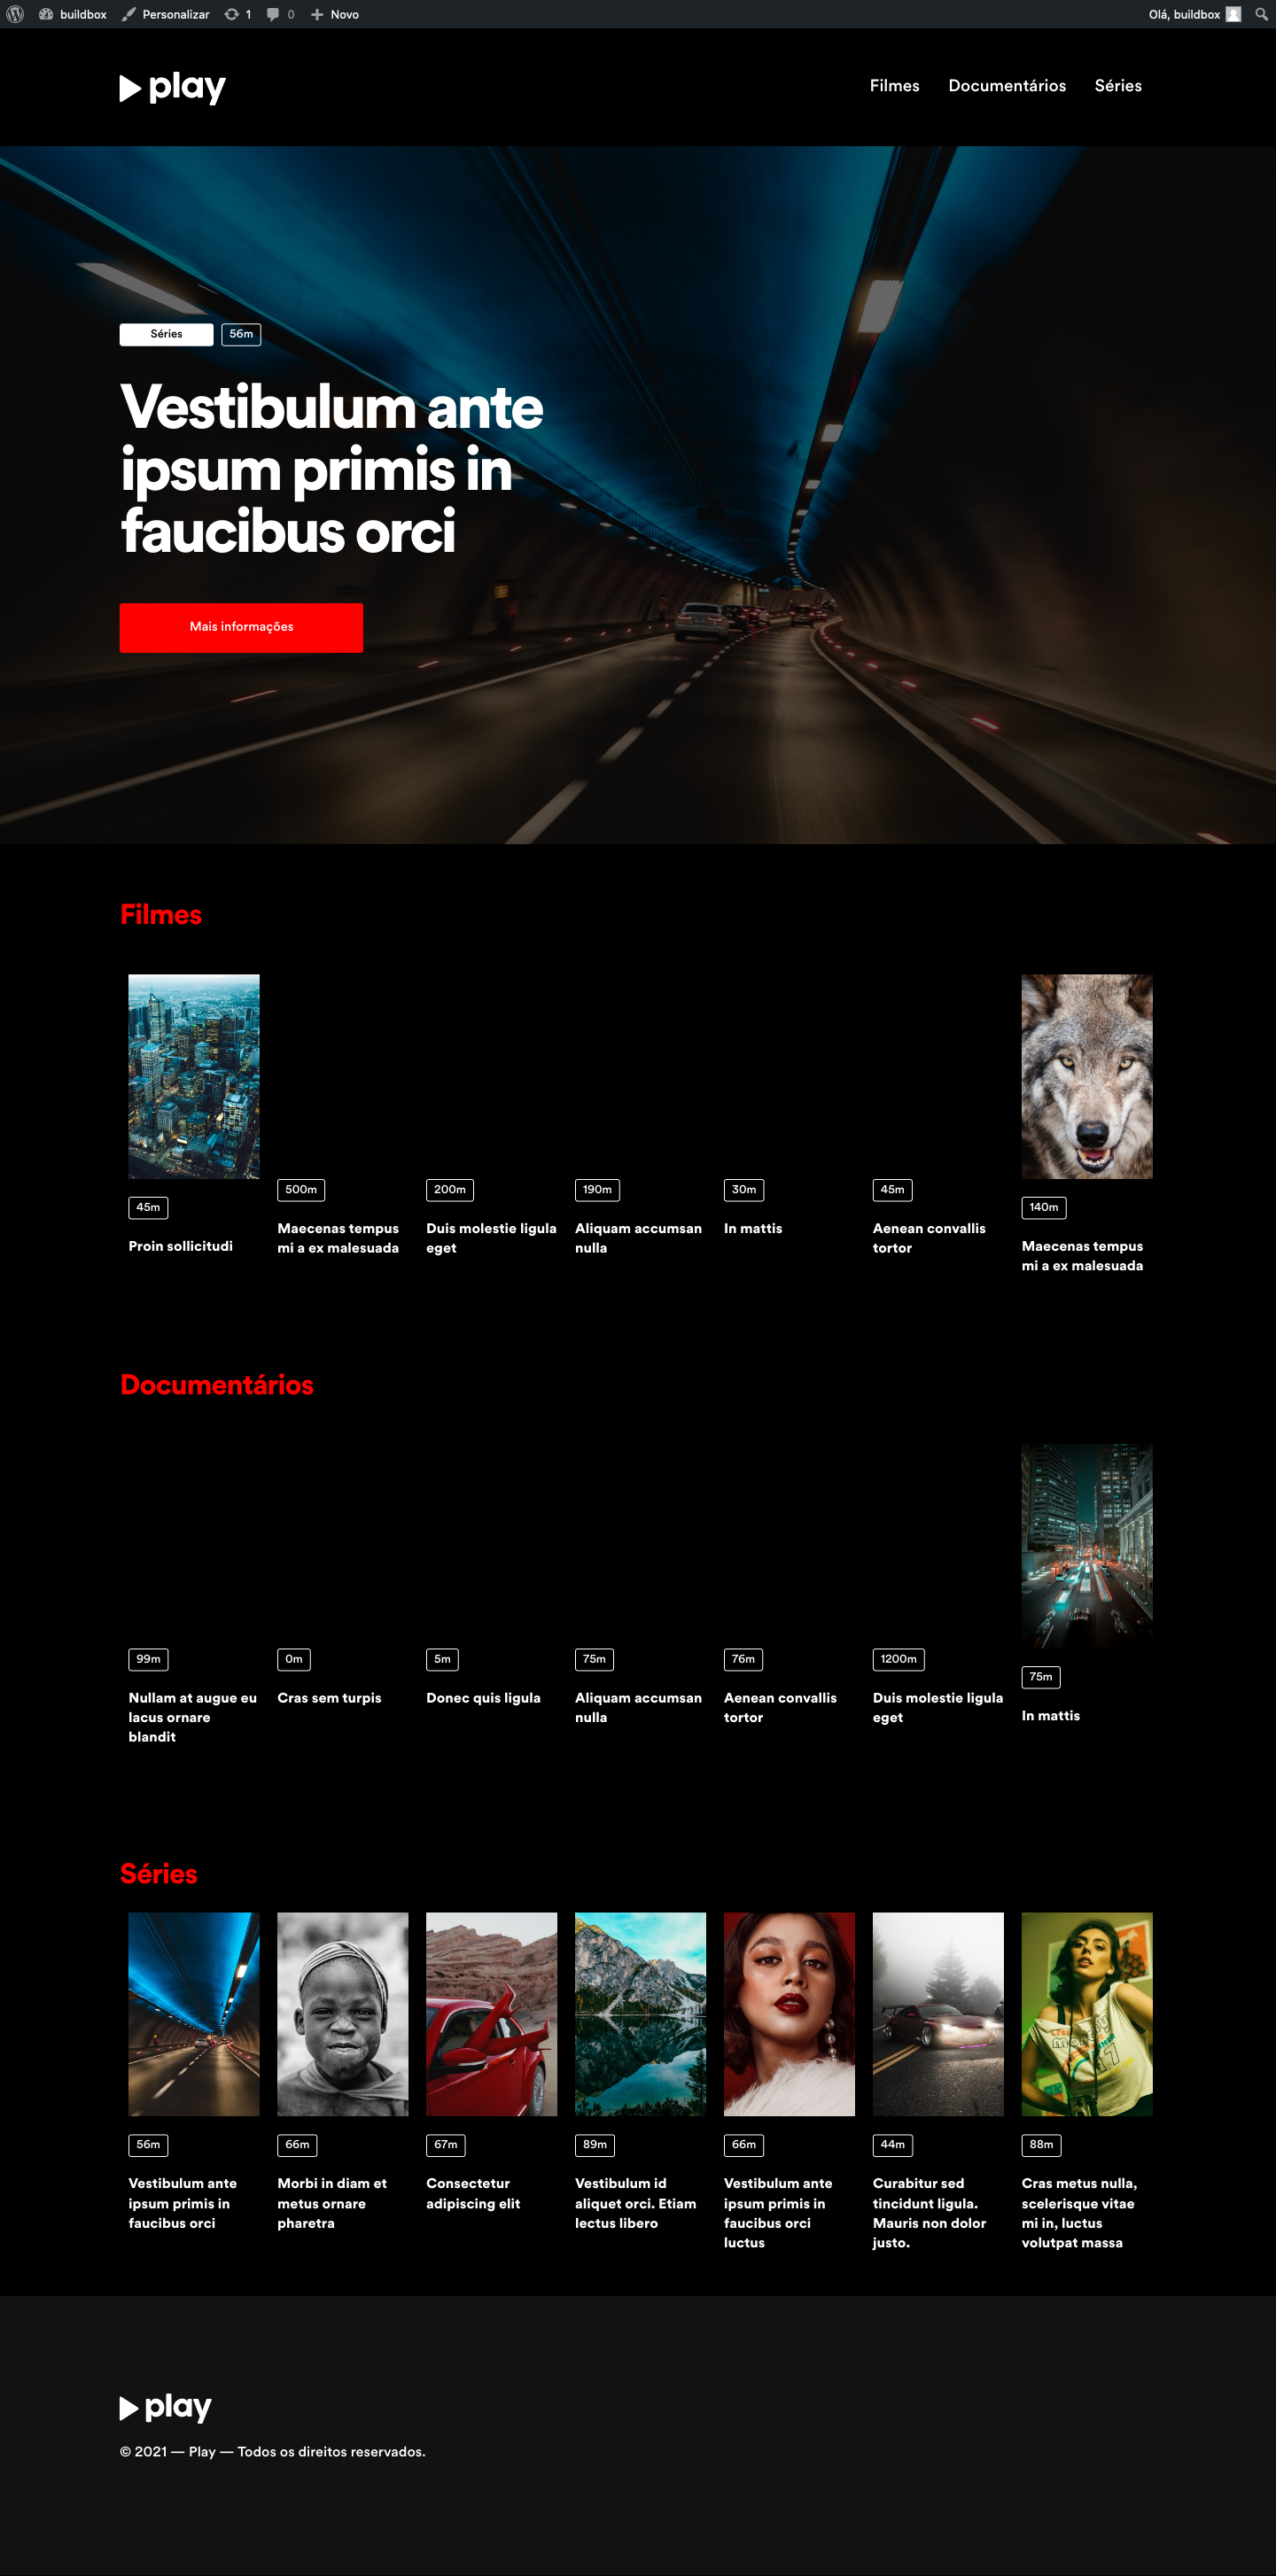 buildbox Personalizar 1 0 Novo Olá, buildbox
play
Filmes Documentários Séries
Séries 56m
Vestibulum ante
ipsum primis in
faucibus orci
Mais informações
Filmes
45m
Proin sollicitudi
500m
Maecenas tempus
mi a ex malesuada
200m
Duis molestie ligula
eget
190m
Aliquam accumsan
nulla
30m
In mattis
45m
Aenean convallis
tortor
140m
Maecenas tempus
mi a ex malesuada
Documentários
99m
Nullam at augue eu
lacus ornare
blandit
0m
Cras sem turpis
5m
Donec quis ligula
75m
Aliquam accumsan
nulla
76m
Aenean convallis
tortor
1200m
Duis molestie ligula
eget
75m
In mattis
Séries
56m
Vestibulum ante
ipsum primis in
faucibus orci
66m
Morbi in diam et
metus ornare
pharetra
67m
Consectetur
adipiscing elit
89m
Vestibulum id
aliquet orci. Etiam
lectus libero
66m
Vestibulum ante
ipsum primis in
faucibus orci
luctus
44m
Curabitur sed
tincidunt ligula.
Mauris non dolor
justo.
88m
Cras metus nulla,
scelerisque vitae
mi in, luctus
volutpat massa
play
© 2021 — Play — Todos os direitos reservados.